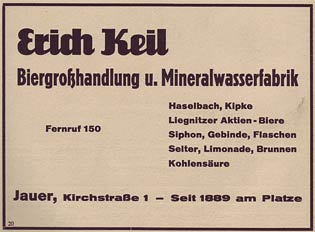 Erich Keil
Biergroßhandlung u. Mineralwasserfabrik
Fernruf 150
Haselbach, Kipke
Liegnitzer Aktien-Biere
Siphon, Gebinde, Flaschen
Selter, Limonade, Brunnen
Kohlensäure
Jauer, Kirchstraße 1 – Seit 1889 am Platze
20